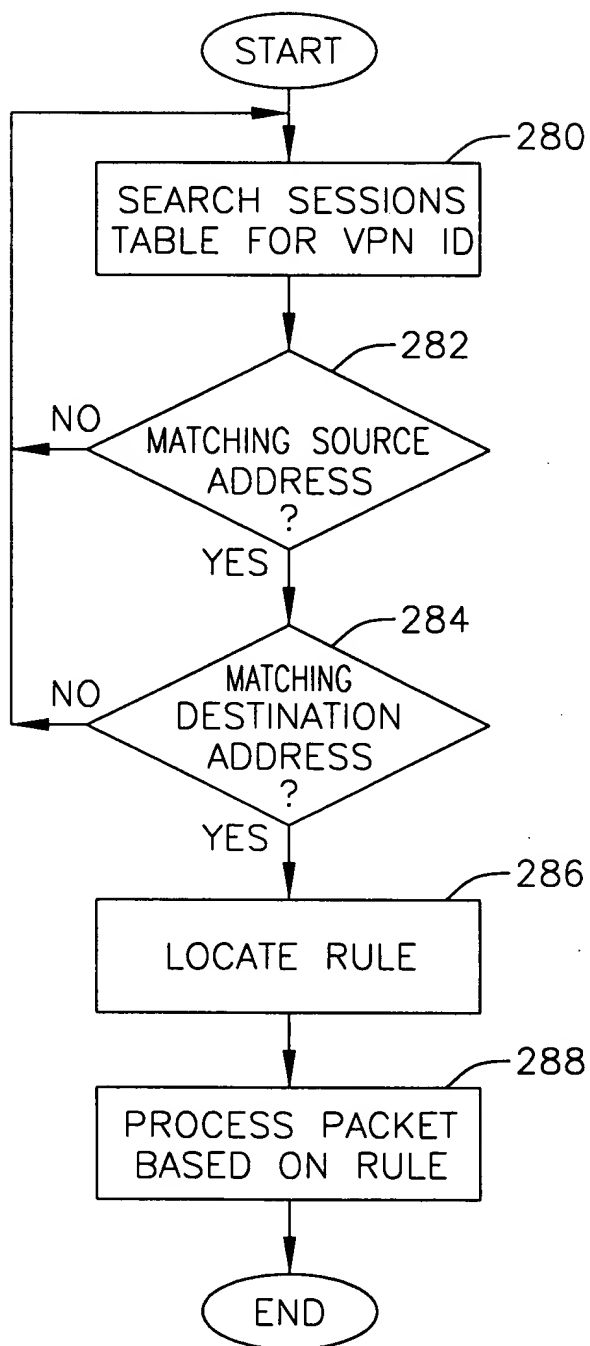 START
280
SEARCH SESSIONS
TABLE FOR VPN ID
282
NO
MATCHING SOURCE
ADDRESS
?
YES
284
NO
MATCHING
DESTINATION
ADDRESS
?
YES
286
LOCATE RULE
288
PROCESS PACKET
BASED ON RULE
END